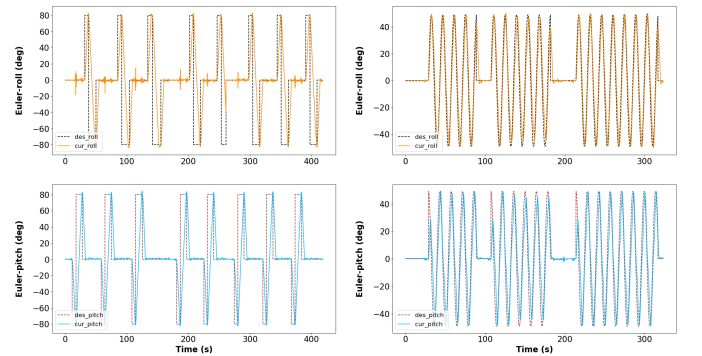 80
60
40
20
0
−20
−40
−60
−80
Euler-roll (deg)
des_roll
cur_roll
0 100 200 300 400
40
20
0
−20
−40
Euler-roll (deg)
des_roll
cur_roll
0 100 200 300
80
60
40
20
0
−20
−40
−60
−80
Euler-pitch (deg)
des_pitch
cur_pitch
0 100 200 300 400
Time (s)
40
20
0
−20
−40
Euler-pitch (deg)
des_pitch
cur_pitch
0 100 200 300
Time (s)